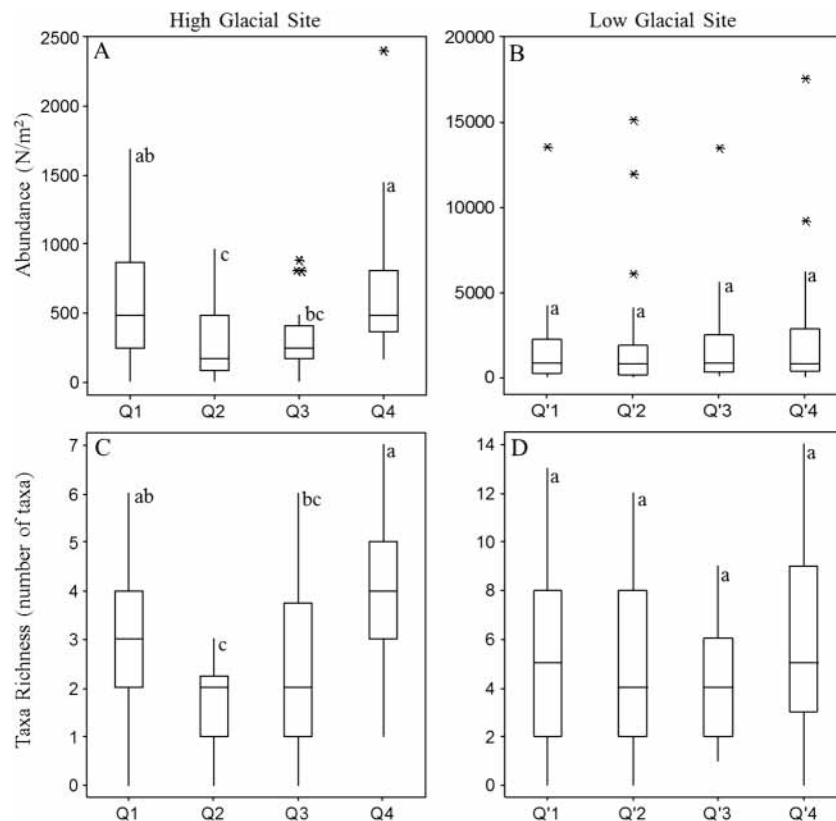 High Glacial Site
Low Glacial Site
Abundance (N/m²)
A
2500
2000
1500
1000
500
0
ab
c
bc
a
Q1 Q2 Q3 Q4
B
20000
15000
10000
5000
0
a
a
a
a
Q'1 Q'2 Q'3 Q'4
Taxa Richness (number of taxa)
C
7
6
5
4
3
2
1
0
ab
c
bc
a
Q1 Q2 Q3 Q4
D
14
12
10
8
6
4
2
0
a
a
a
a
Q'1 Q'2 Q'3 Q'4